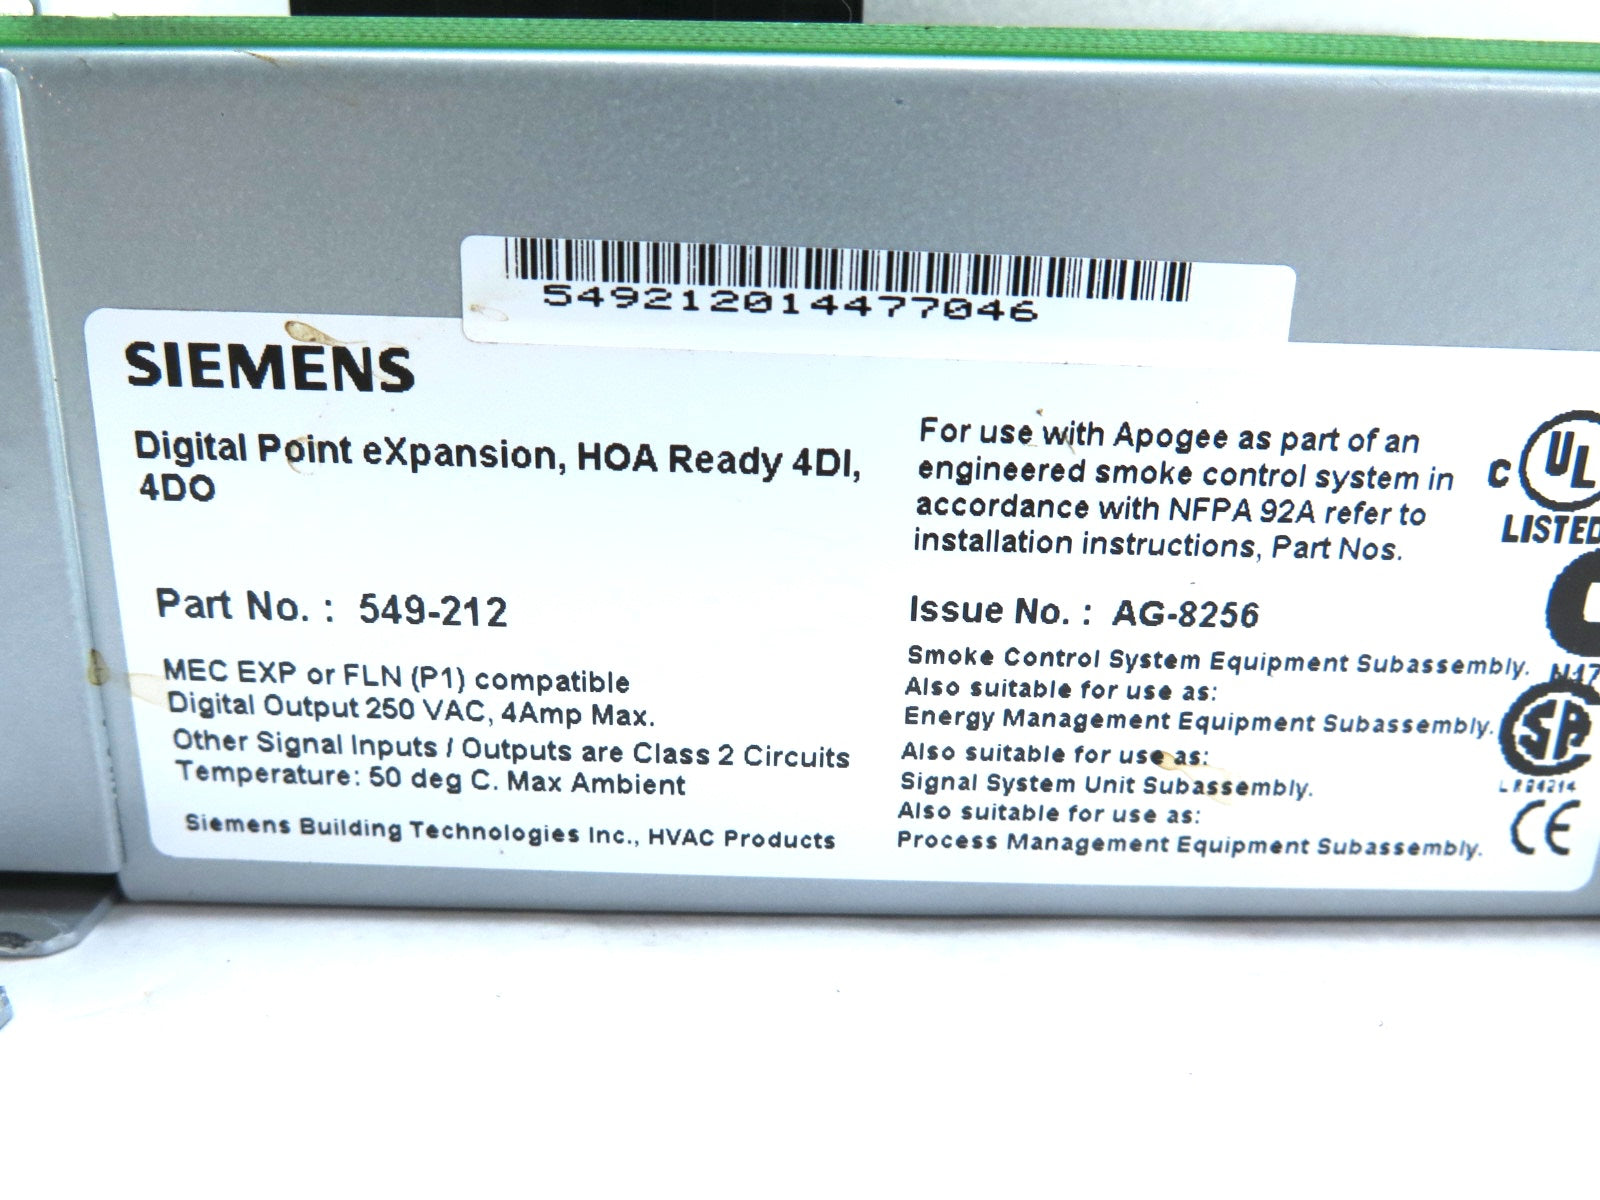 549212014477046
SIEMENS
Digital Point eXpansion, HOA Ready 4DI,
4DO
Part No. : 549-212
MEC EXP or FLN (P1) compatible
Digital Output 250 VAC, 4Amp Max.
Other Signal Inputs / Outputs are Class 2 Circuits
Temperature: 50 deg C. Max Ambient
Siemens Building Technologies Inc., HVAC Products
For use with Apogee as part of an
engineered smoke control system in
accordance with NFPA 92A refer to
installation instructions, Part Nos.
Issue No. : AG-8256
Smoke Control System Equipment Subassembly.
Also suitable for use as:
Energy Management Equipment Subassembly.
Also suitable for use as:
Signal System Unit Subassembly.
Also suitable for use as:
Process Management Equipment Subassembly.
C UL
LISTED
N17
SA
CE